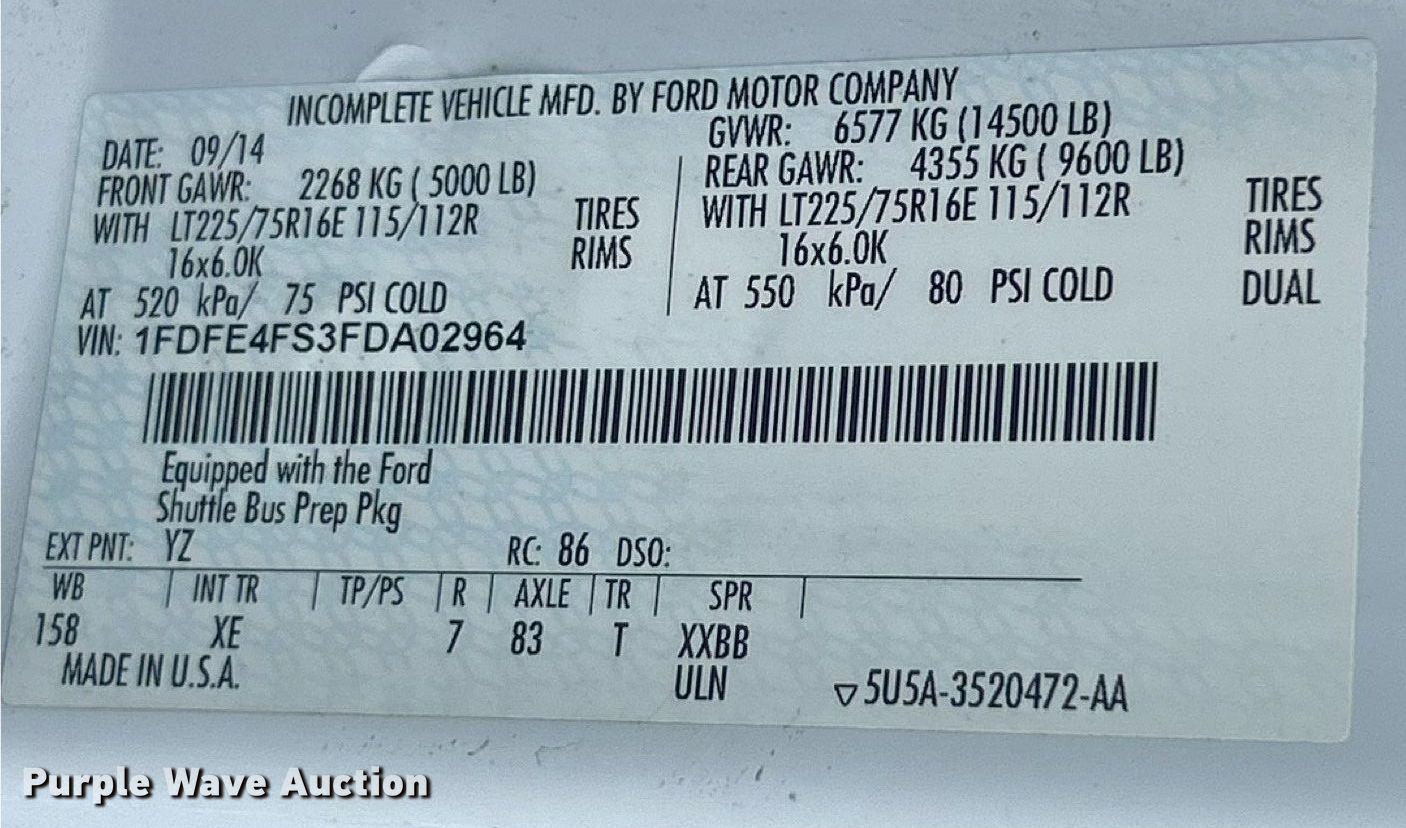 INCOMPLETE VEHICLE MFD. BY FORD MOTOR COMPANY
DATE: 09/14 GVWR: 6577 KG (14500 LB)
FRONT GAWR: 2268 KG ( 5000 LB) REAR GAWR: 4355 KG ( 9600 LB)
WITH LT225/75R16E 115/112R TIRES WITH LT225/75R16E 115/112R TIRES
16x6.0K RIMS 16x6.0K RIMS
AT 520 kPa/ 75 PSI COLD AT 550 kPa/ 80 PSI COLD DUAL
VIN: 1FDFE4FS3FDA02964
Equipped with the Ford
Shuttle Bus Prep Pkg
EXT PNT: YZ RC: 86 DSO:
WB | INT TR | TP/PS | R | AXLE | TR | SPR |
158 XE 7 83 T XXBB
MADE IN U.S.A. ULN ▽5U5A-3520472-AA
Purple Wave Auction